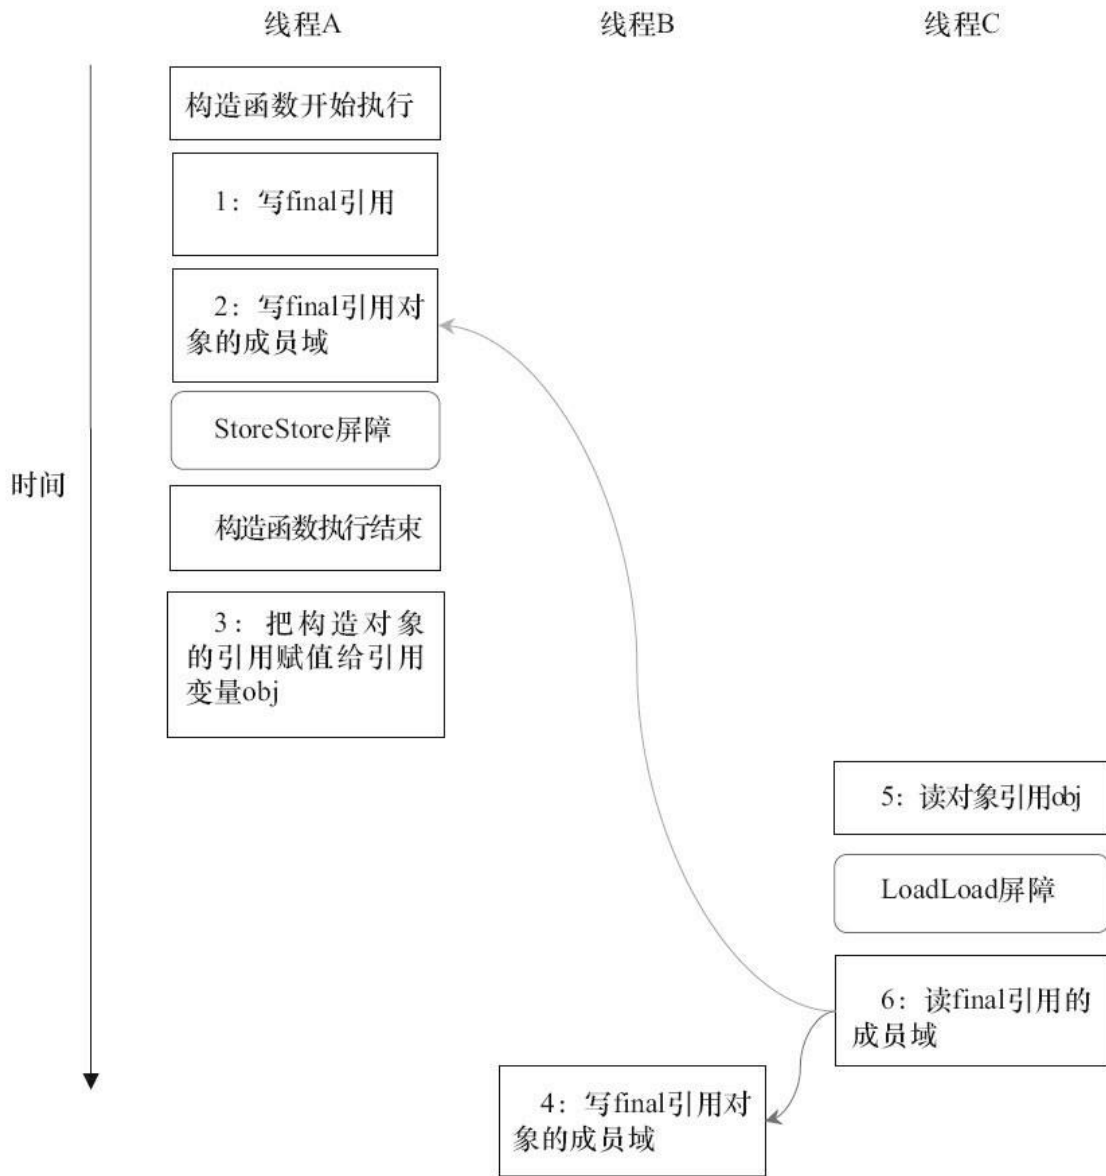 线程A
线程B
线程C
构造函数开始执行
1：写final引用
2：写final引用对
象的成员域
StoreStore屏障
时间
构造函数执行结束
3：把构造对象
的引用赋值给引用
变量obj
5：读对象引用obj
LoadLoad屏障
6：读final引用的
成员域
4：写final引用对
象的成员域